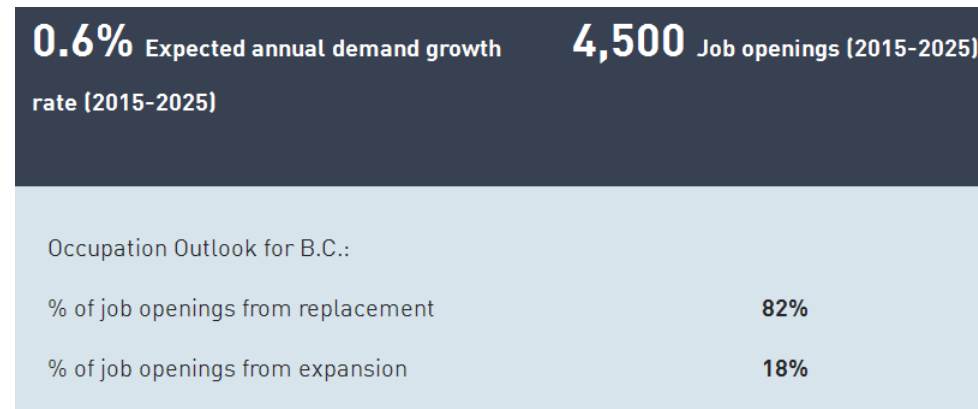 0.6% Expected annual demand growth
rate (2015-2025)
4,500 Job openings (2015-2025)
Occupation Outlook for B.C.:
% of job openings from replacement 82%
% of job openings from expansion 18%